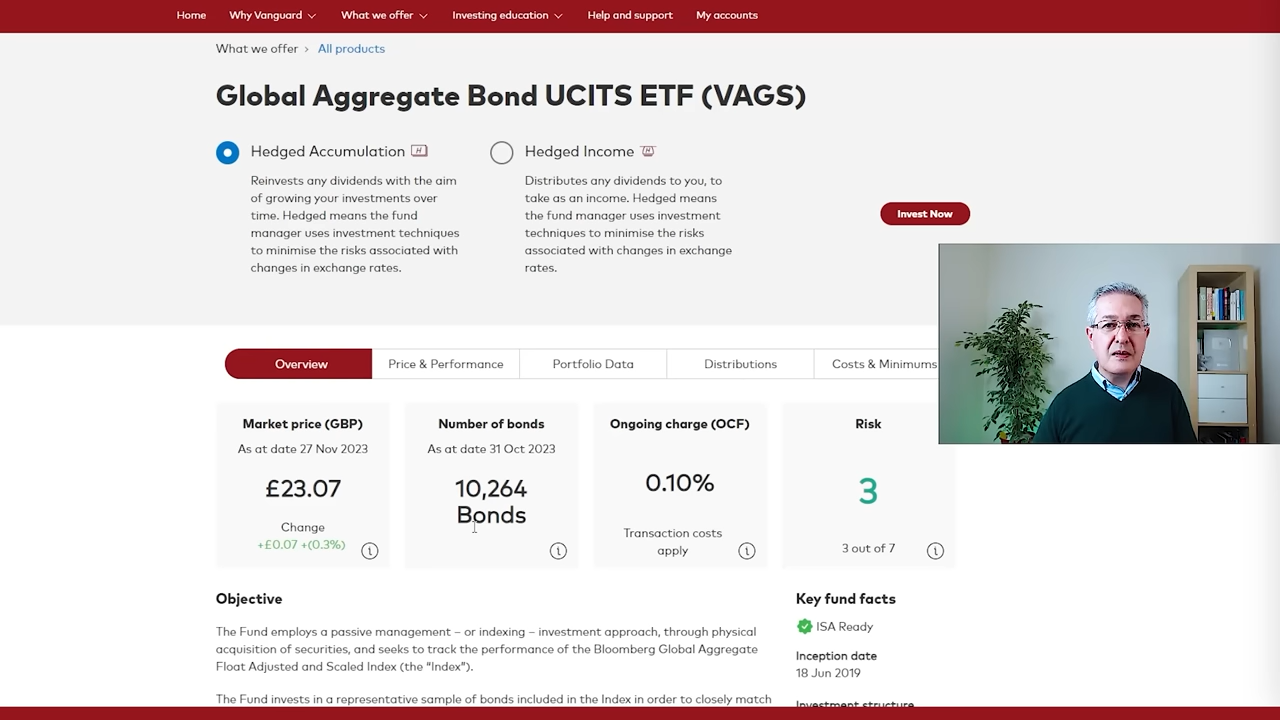 Home Why Vanguard What we offer Investing education Help and support My accounts
What we offer › All products
Global Aggregate Bond UCITS ETF (VAGS)
Hedged Accumulation H
Reinvests any dividends with the aim
of growing your investments over
time. Hedged means the fund
manager uses investment techniques
to minimise the risks associated with
changes in exchange rates.
Hedged Income H
Distributes any dividends to you, to
take as an income. Hedged means
the fund manager uses investment
techniques to minimise the risks
associated with changes in exchange
rates.
Invest Now
Overview Price & Performance Portfolio Data Distributions Costs & Minimums
Market price (GBP)
As at date 27 Nov 2023
£23.07
Change
+£0.07 +(0.3%)
Number of bonds
As at date 31 Oct 2023
10,264
Bonds
Ongoing charge (OCF)
0.10%
Transaction costs
apply
Risk
3
3 out of 7
Objective
The Fund employs a passive management – or indexing – investment approach, through physical
acquisition of securities, and seeks to track the performance of the Bloomberg Global Aggregate
Float Adjusted and Scaled Index (the “Index”).
The Fund invests in a representative sample of bonds included in the Index in order to closely match
Key fund facts
ISA Ready
Inception date
18 Jun 2019
Investment structure